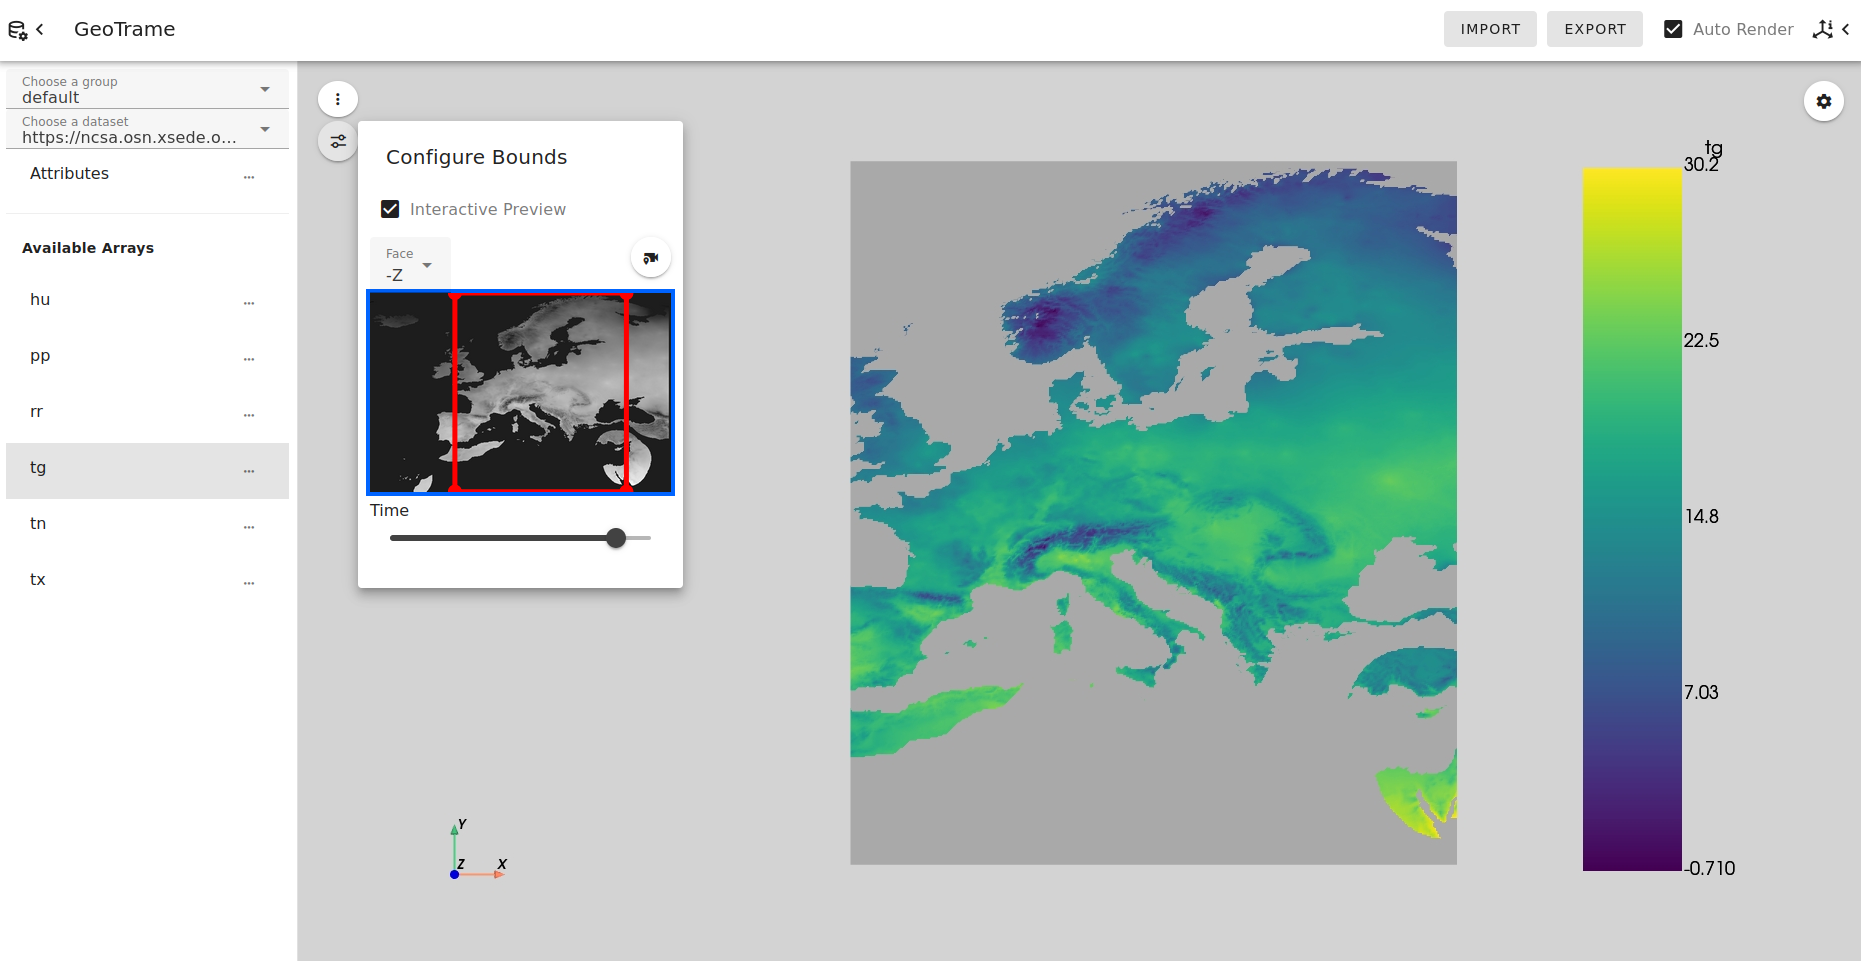 GeoTrame
IMPORT
EXPORT
Auto Render
Choose a group
default
Choose a dataset
https://ncsa.osn.xsede.o...
Attributes
...
Available Arrays
hu
...
pp
...
rr
...
tg
...
tn
...
tx
...
Configure Bounds
Interactive Preview
Face
-Z
Time
Y
Z
X
tg
30.2
22.5
14.8
7.03
-0.710